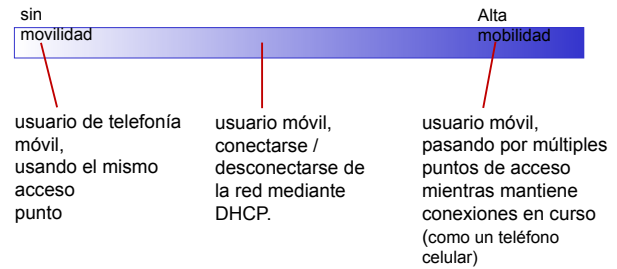 sin
movilidad
Alta
mobilidad
usuario de telefonía
móvil,
usando el mismo
acceso
punto
usuario móvil,
conectarse /
desconectarse de
la red mediante
DHCP.
usuario móvil,
pasando por múltiples
puntos de acceso
mientras mantiene
conexiones en curso
(como un teléfono
celular)